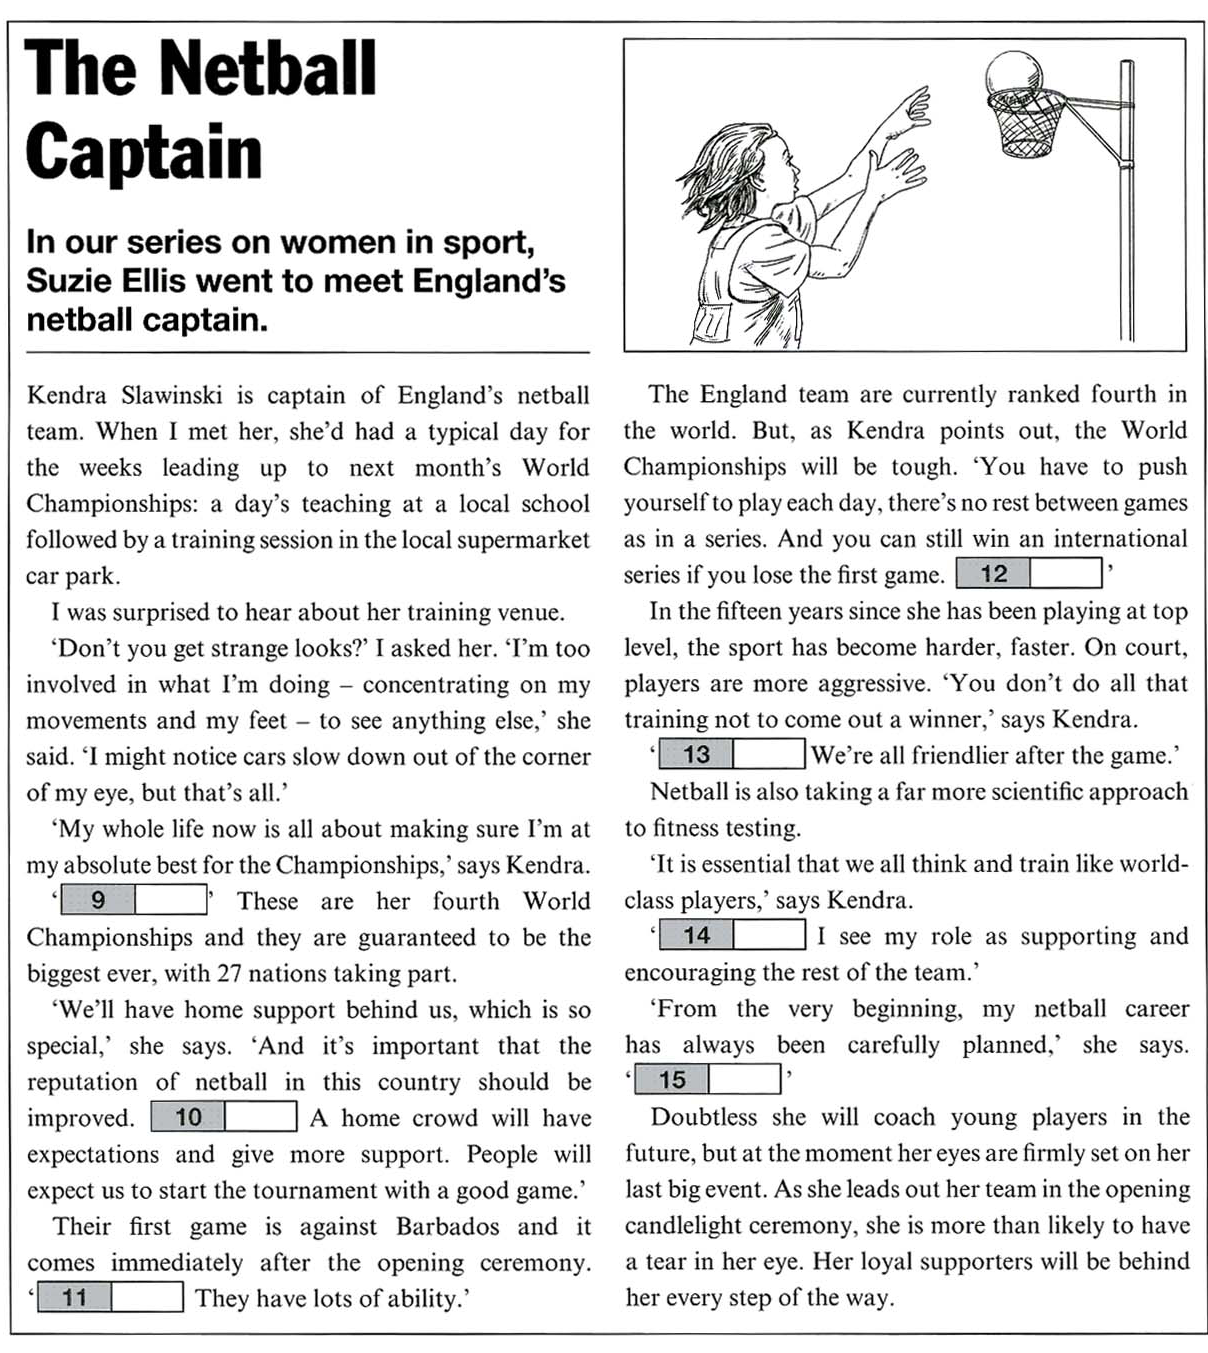 The Netball
Captain
In our series on women in sport,
Suzie Ellis went to meet England's
netball captain.
Kendra Slawinski is captain of England's netball
team. When I met her, she'd had a typical day for
the weeks leading up to next month's World
Championships: a day's teaching at a local school
followed by a training session in the local supermarket
car park.
I was surprised to hear about her training venue.
‘Don't you get strange looks?’ I asked her. ‘I'm too
involved in what I'm doing – concentrating on my
movements and my feet – to see anything else,’ she
said. ‘I might notice cars slow down out of the corner
of my eye, but that's all.’
‘My whole life now is all about making sure I'm at
my absolute best for the Championships,’ says Kendra.
‘ 9 ’ These are her fourth World
Championships and they are guaranteed to be the
biggest ever, with 27 nations taking part.
‘We'll have home support behind us, which is so
special,’ she says. ‘And it's important that the
reputation of netball in this country should be
improved. 10 A home crowd will have
expectations and give more support. People will
expect us to start the tournament with a good game.’
Their first game is against Barbados and it
comes immediately after the opening ceremony.
‘ 11 They have lots of ability.’
The England team are currently ranked fourth in
the world. But, as Kendra points out, the World
Championships will be tough. ‘You have to push
yourself to play each day, there's no rest between games
as in a series. And you can still win an international
series if you lose the first game. 12 ’
In the fifteen years since she has been playing at top
level, the sport has become harder, faster. On court,
players are more aggressive. ‘You don't do all that
training not to come out a winner,’ says Kendra.
‘ 13 We're all friendlier after the game.’
Netball is also taking a far more scientific approach
to fitness testing.
‘It is essential that we all think and train like world-
class players,’ says Kendra.
‘ 14 I see my role as supporting and
encouraging the rest of the team.’
‘From the very beginning, my netball career
has always been carefully planned,’ she says.
‘ 15 ’
Doubtless she will coach young players in the
future, but at the moment her eyes are firmly set on her
last big event. As she leads out her team in the opening
candlelight ceremony, she is more than likely to have
a tear in her eye. Her loyal supporters will be behind
her every step of the way.